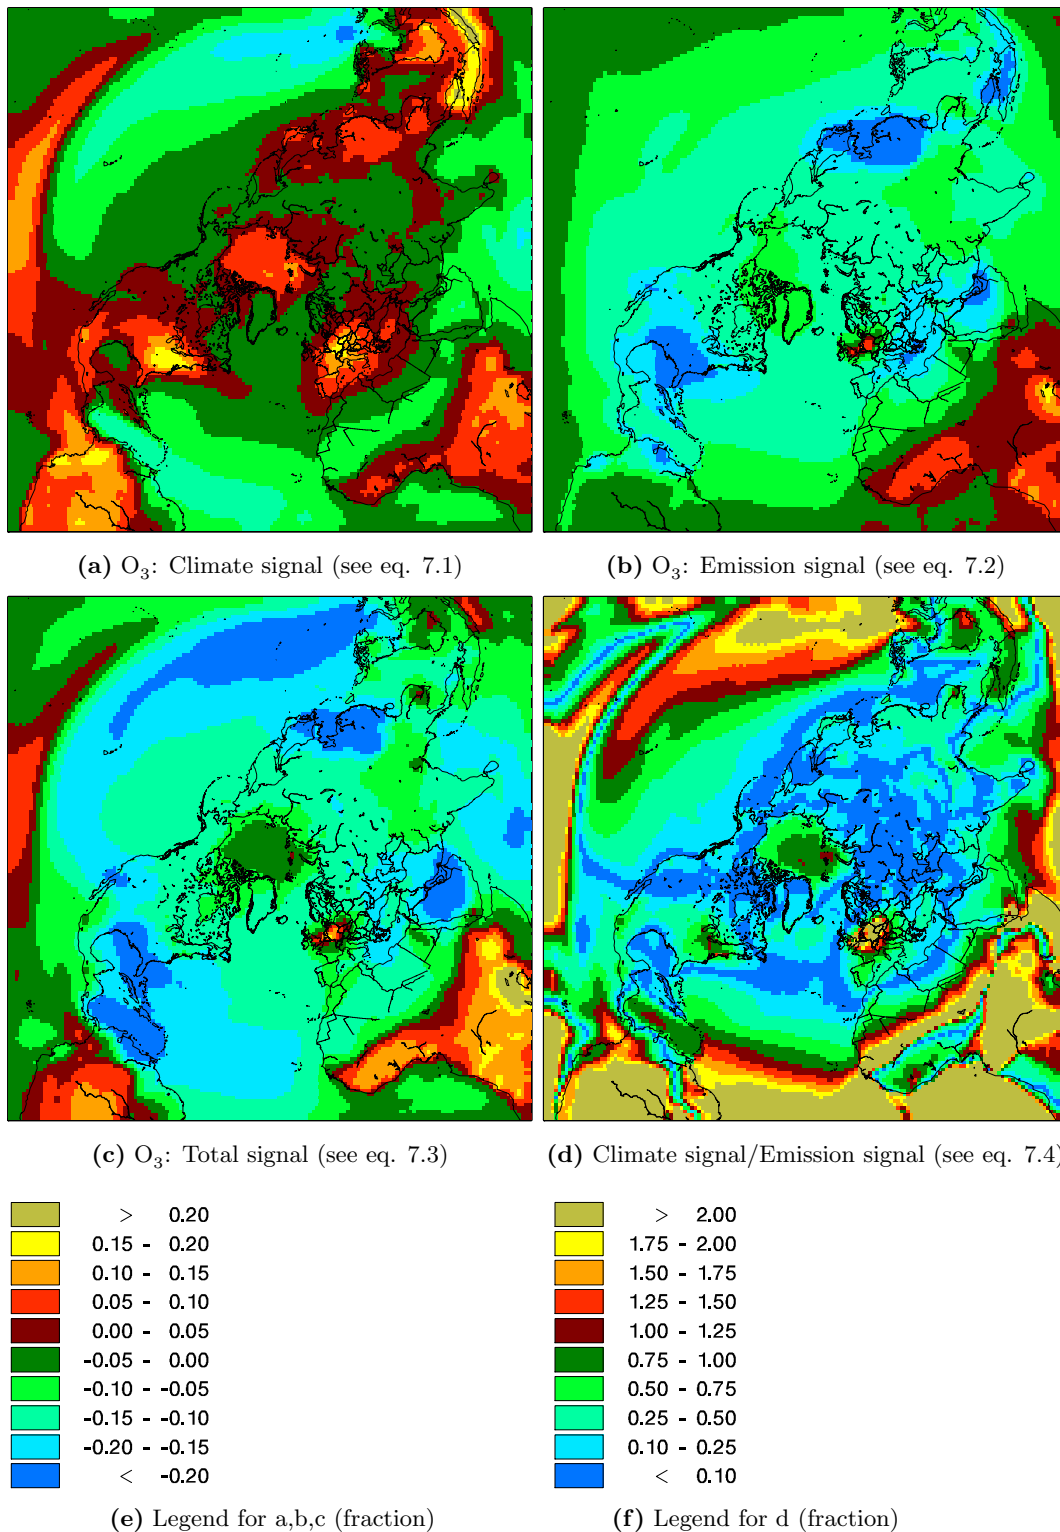 (a) O₃: Climate signal (see eq. 7.1)
(b) O₃: Emission signal (see eq. 7.2)
(c) O₃: Total signal (see eq. 7.3)
(d) Climate signal/Emission signal (see eq. 7.4)
> 0.20
0.15 - 0.20
0.10 - 0.15
0.05 - 0.10
0.00 - 0.05
-0.05 - 0.00
-0.10 - -0.05
-0.15 - -0.10
-0.20 - -0.15
< -0.20
(e) Legend for a,b,c (fraction)
> 2.00
1.75 - 2.00
1.50 - 1.75
1.25 - 1.50
1.00 - 1.25
0.75 - 1.00
0.50 - 0.75
0.25 - 0.50
0.10 - 0.25
< 0.10
(f) Legend for d (fraction)